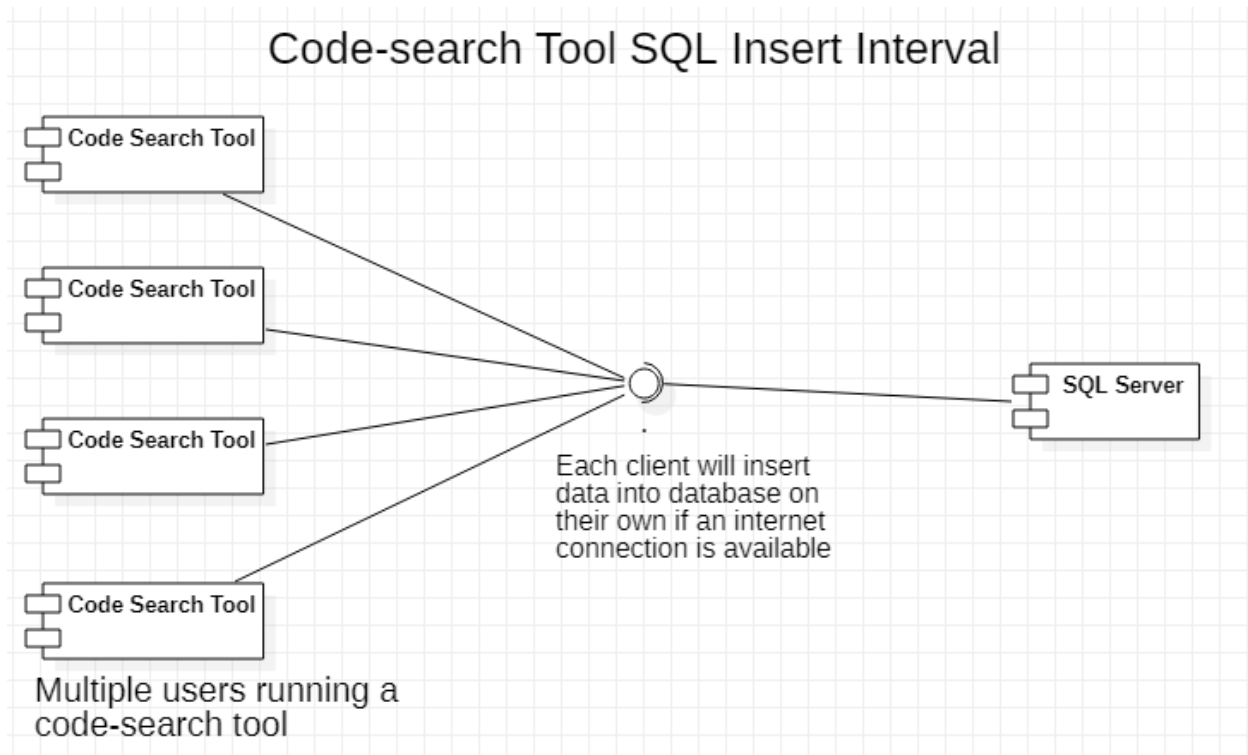 Code-search Tool SQL Insert Interval
Code Search Tool
Code Search Tool
Code Search Tool
Code Search Tool
SQL Server
.
Each client will insert
data into database on
their own if an internet
connection is available
Multiple users running a
code-search tool